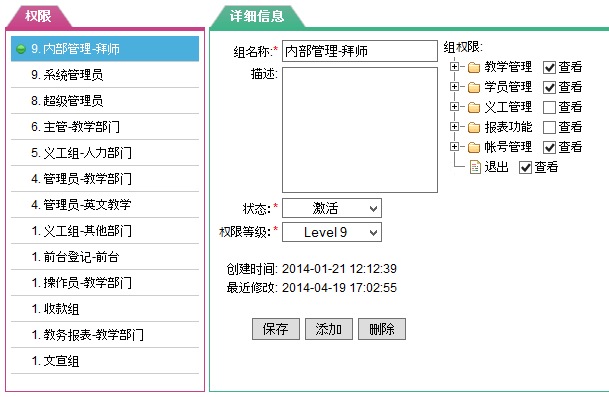 权限
9. 内部管理-拜师
9. 系统管理员
8. 超级管理员
6. 主管-教学部门
5. 义工组-人力部门
4. 管理员-教学部门
4. 管理员-英文教学
1. 义工组-其他部门
1. 前台登记-前台
1. 操作员-教学部门
1. 收款组
1. 教务报表-教学部门
1. 文宣组
详细信息
组名称:* 内部管理-拜师
描述:
状态:* 激活
权限等级:* Level 9
创建时间: 2014-01-21 12:12:39
最近修改: 2014-04-19 17:02:55
保存 添加 删除
组权限:
教学管理 查看
学员管理 查看
义工管理 查看
报表功能 查看
帐号管理 查看
退出 查看